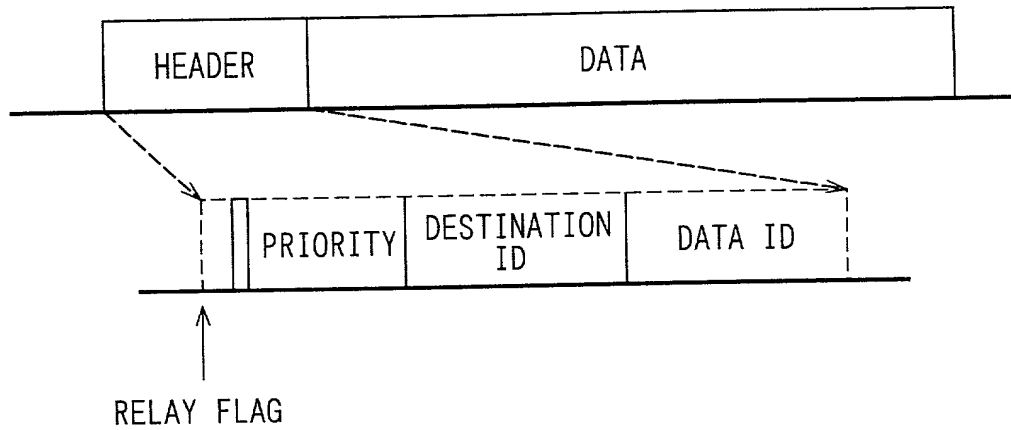 HEADER
DATA
PRIORITY
DESTINATION
ID
DATA ID
RELAY FLAG